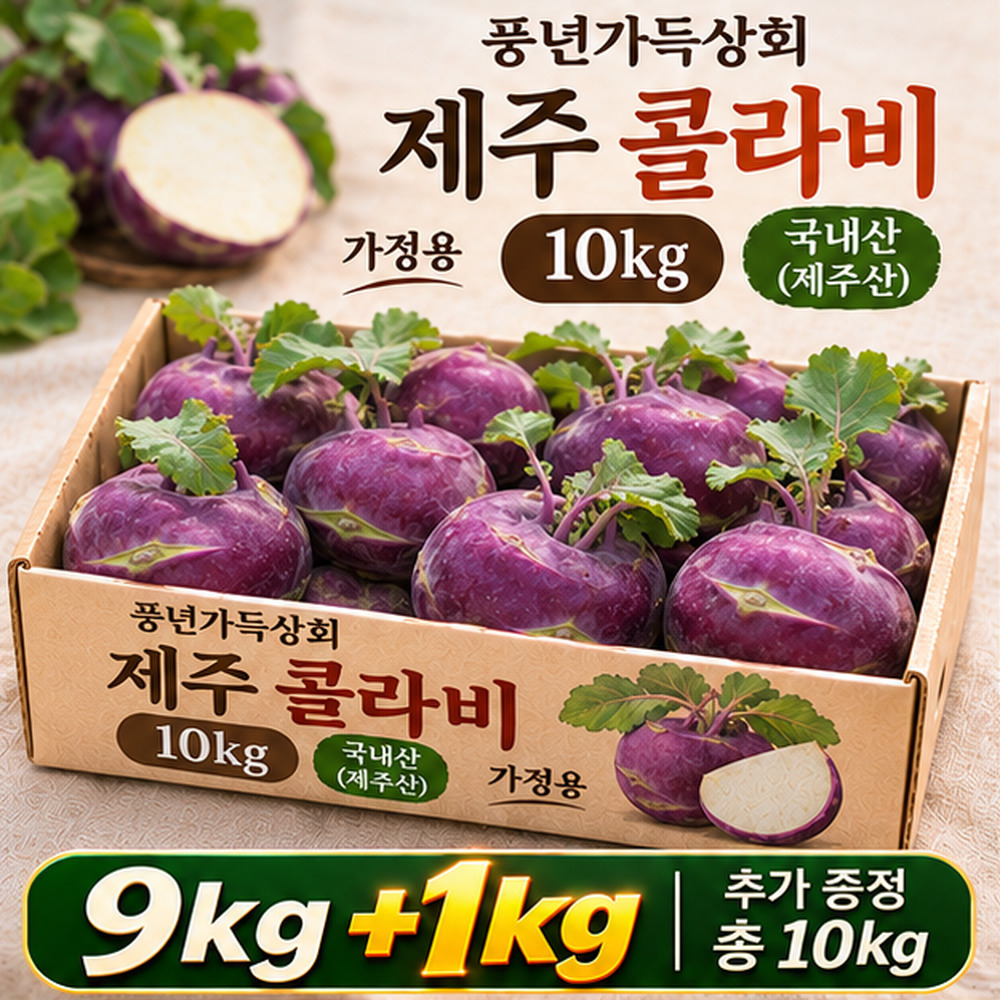 풍년가득상회
제주 콜라비
가정용
10kg
국내산
(제주산)
풍년가득상회
제주 콜라비
10kg
국내산
(제주산)
가정용
9kg+1kg
추가 증정
총 10kg